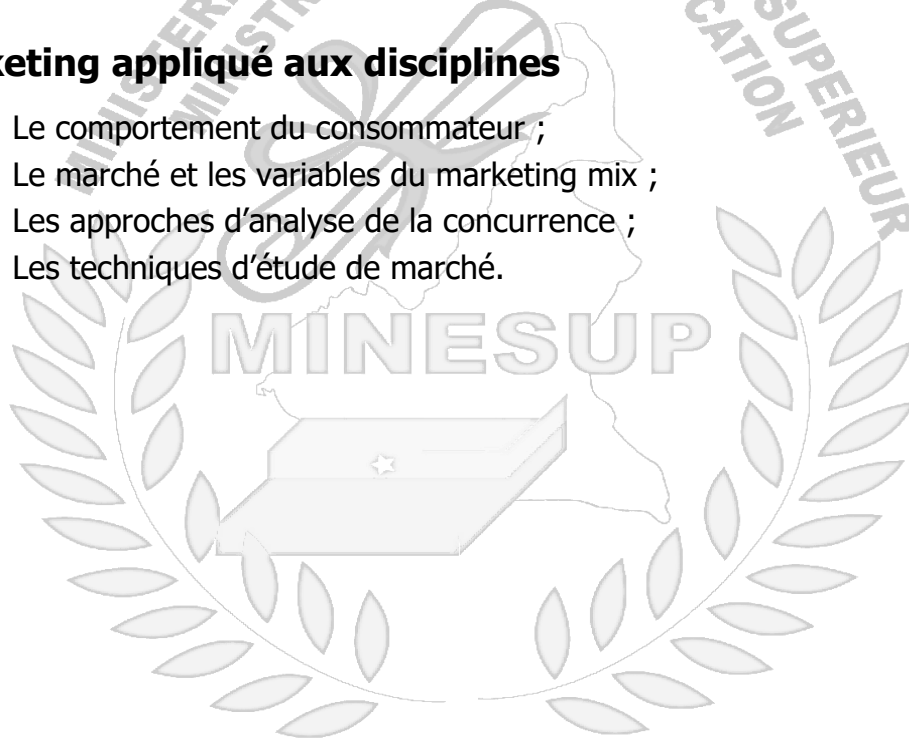 keting appliqué aux disciplines
Le comportement du consommateur ;
Le marché et les variables du marketing mix ;
Les approches d’analyse de la concurrence ;
Les techniques d’étude de marché.
MINESUP